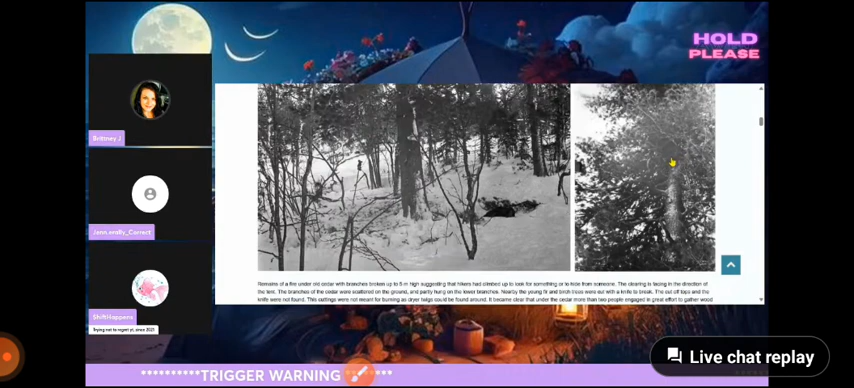 HOLD
PLEASE
Brittney J
Jenn orally_Correct
ShiftHappens
Trying not to regret yt, since 2021
Remains of a fire under old cedar with branches broken up to 5 m high suggesting that hikers had climbed up to look for something or to hide from someone. The clearing is facing in the direction of
the tent. The branches of the cedar were scattered on the ground, and partly hung on the lower branches. Nearby the young fir and birch trees were cut with a knife to break. The cut off tops and the
knife were not found. This cuttings were not meant for burning as dryer twigs could be found around. It became clear that under the cedar more than two people engaged in great effort to gather wood
**********TRIGGER WARNING
Live chat replay